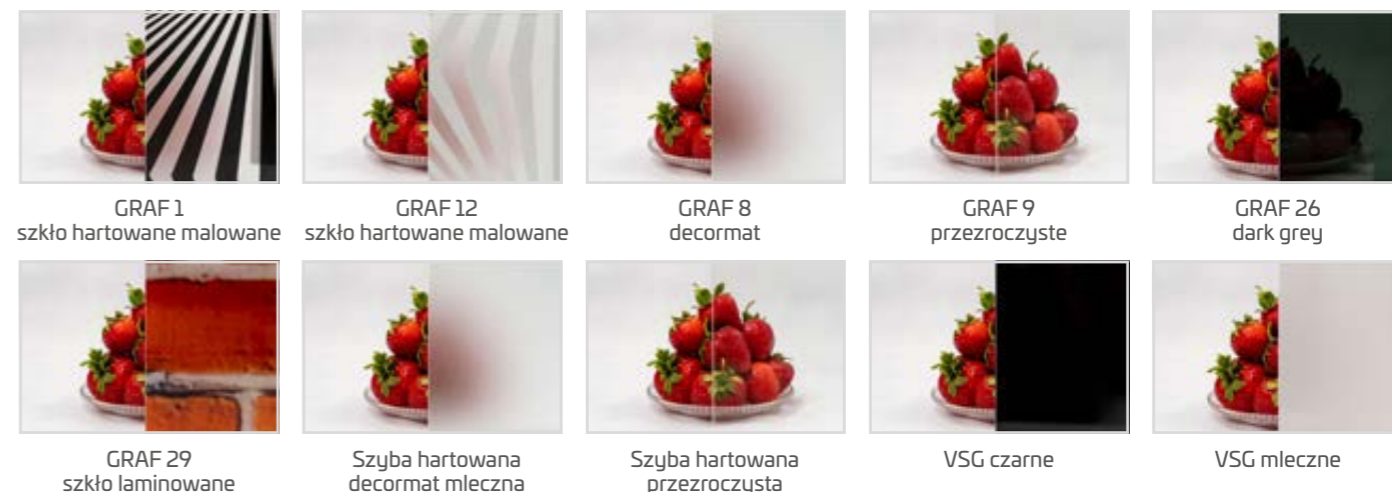 GRAF 1
szkło hartowane malowane
GRAF 12
szkło hartowane malowane
GRAF 8
decormat
GRAF 9
przezroczyste
GRAF 26
dark grey
GRAF 29
szkło laminowane
Szyba hartowana
decormat mleczna
Szyba hartowana
przezroczysta
VSG czarne
VSG mleczne